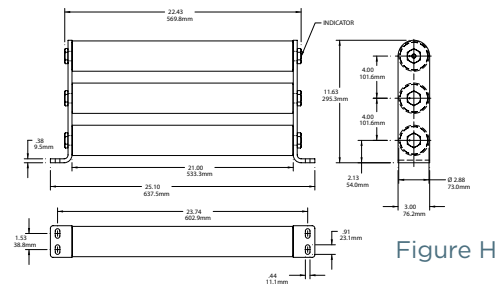 22.43
569.8mm
INDICATOR
4.00
101.6mm
11.63
295.3mm
4.00
101.6mm
.38
9.5mm
21.00
533.3mm
2.13
54.0mm
Ø 2.88
73.0mm
25.10
637.5mm
3.00
76.2mm
23.74
602.9mm
1.53
38.8mm
.91
23.1mm
.44
11.1mm
Figure H